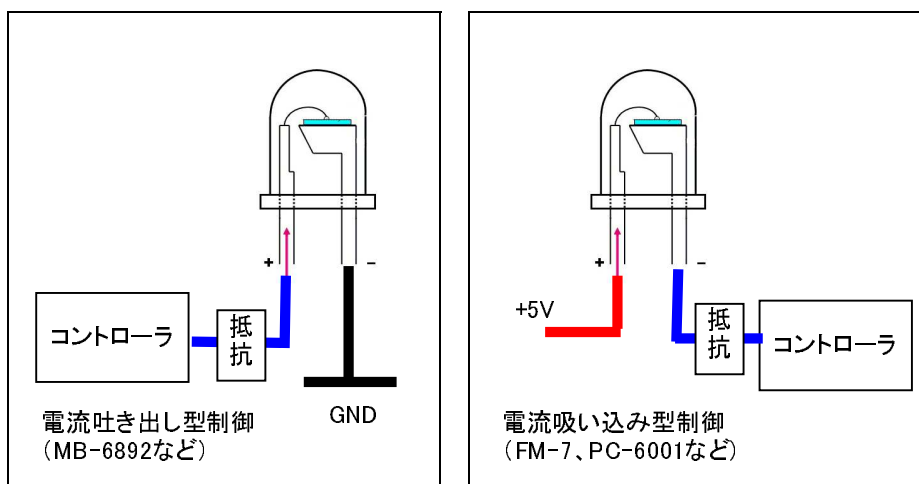 + −
コントローラ
抵
抗
GND
電流吐き出し型制御
(MB-6892など)
+ −
+5V
抵
抗
コントローラ
電流吸い込み型制御
(FM-7、PC-6001など)